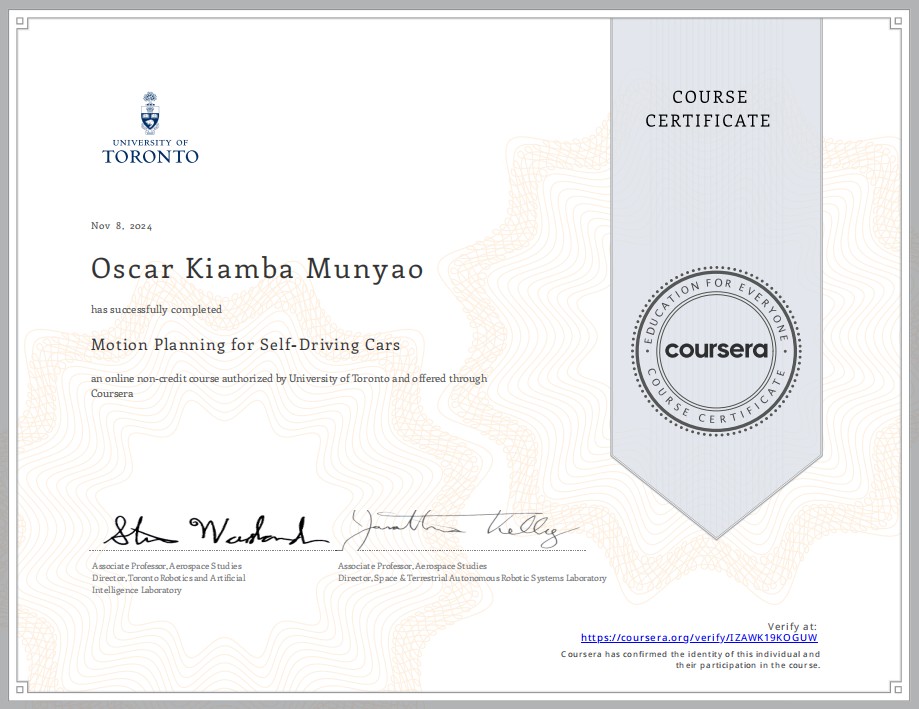 COURSE
CERTIFICATE
UNIVERSITY OF
TORONTO
Nov 8, 2024
Oscar Kiamba Munyao
has successfully completed
Motion Planning for Self-Driving Cars
an online non-credit course authorized by University of Toronto and offered through
Coursera
EDUCATION FOR EVERYONE
coursera
COURSE CERTIFICATE
Associate Professor, Aerospace Studies
Director, Toronto Robotics and Artificial
Intelligence Laboratory
Associate Professor, Aerospace Studies
Director, Space & Terrestrial Autonomous Robotic Systems Laboratory
Verify at:
https://coursera.org/verify/IZAWK19KOGUW
Coursera has confirmed the identity of this individual and
their participation in the course.